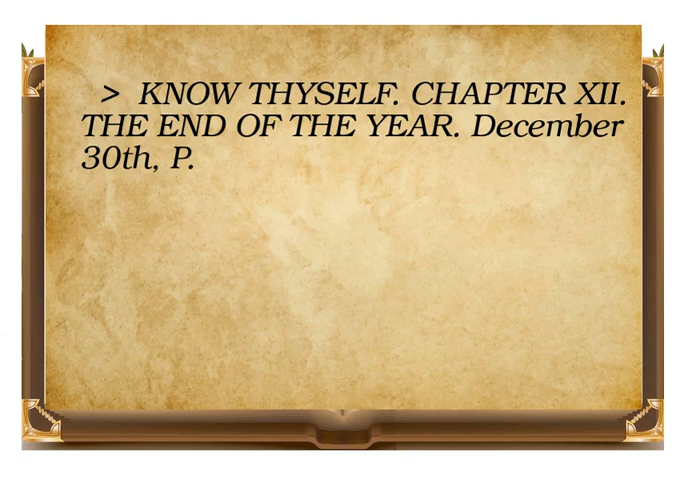 > KNOW THYSELF. CHAPTER XII.
THE END OF THE YEAR. December
30th, P.